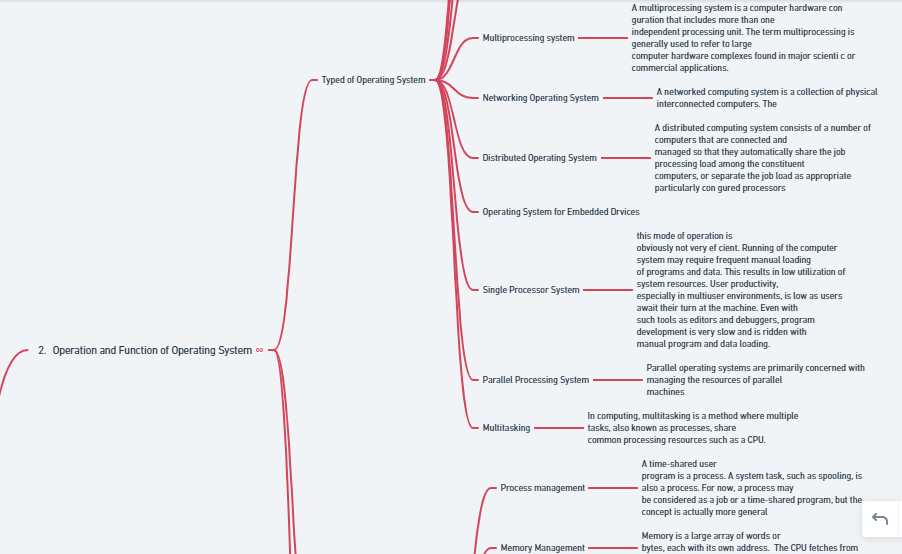 A multiprocessing system is a computer hardware con
guration that includes more than one
independent processing unit. The term multiprocessing is
generally used to refer to large
computer hardware complexes found in major scienti c or
commercial applications.
Multiprocessing system
Typed of Operating System
Networking Operating System
A networked computing system is a collection of physical
interconnected computers. The
A distributed computing system consists of a number of
computers that are connected and
managed so that they automatically share the job
processing load among the constituent
computers, or separate the job load as appropriate
particularly con gured processors
Distributed Operating System
Operating System for Embedded Drvices
this mode of operation is
obviously not very ef cient. Running of the computer
system may require frequent manual loading
of programs and data. This results in low utilization of
system resources. User productivity,
especially in multiuser environments, is low as users
await their turn at the machine. Even with
such tools as editors and debuggers, program
development is very slow and is ridden with
manual program and data loading.
Single Processor System
2. Operation and Function of Operating System
Parallel Processing System
Parallel operating systems are primarily concerned with
managing the resources of parallel
machines
Multitasking
In computing, multitasking is a method where multiple
tasks, also known as processes, share
common processing resources such as a CPU.
A time-shared user
program is a process. A system task, such as spooling, is
also a process. For now, a process may
be considered as a job or a time-shared program, but the
concept is actually more general
Process management
Memory Management
Memory is a large array of words or
bytes, each with its own address. The CPU fetches from